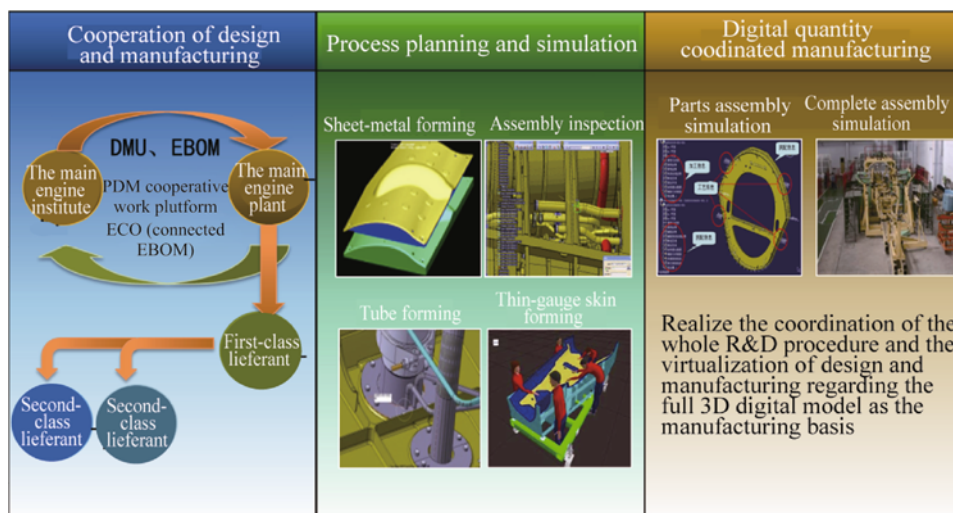 Cooperation of design
and manufacturing
DMU、EBOM
The main
engine
institute
The main
engine
plant
PDM cooperative
work plutform
ECO (connected
EBOM)
First-class
lieferant
Second-
class
lieferant
Second-
class
lieferant
Process planning and simulation
Sheet-metal forming
Assembly inspection
Tube forming
Thin-gauge skin
forming
Digital quantity
coodinated manufacturing
Parts assembly
simulation
Complete assembly
simulation
Realize the coordination of the
whole R&D procedure and the
virtualization of design and
manufacturing regarding the
full 3D digital model as the
manufacturing basis